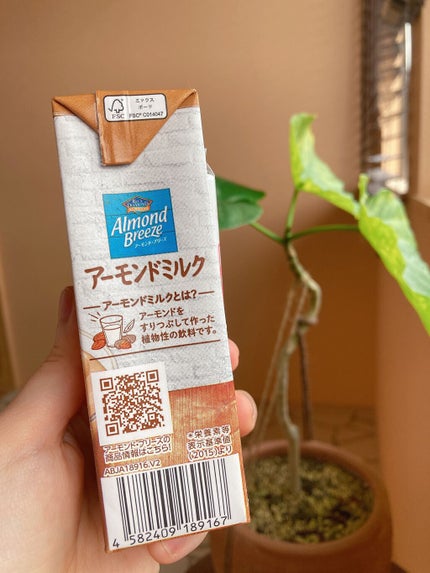 FSC
ミックス
ボード
FSC® C014047
BLUE DIAMOND
ALMONDS
Almond
Breeze
アーモンド・ブリーズ
アーモンドミルク
アーモンドミルクとは?
アーモンドを
すりつぶして作った
植物性の飲料です。
アーモンド・ブリーズの
商品情報はこちら!
ABJA18916.V2
*栄養素等
表示基準値
(2015)より
4 582409 189167